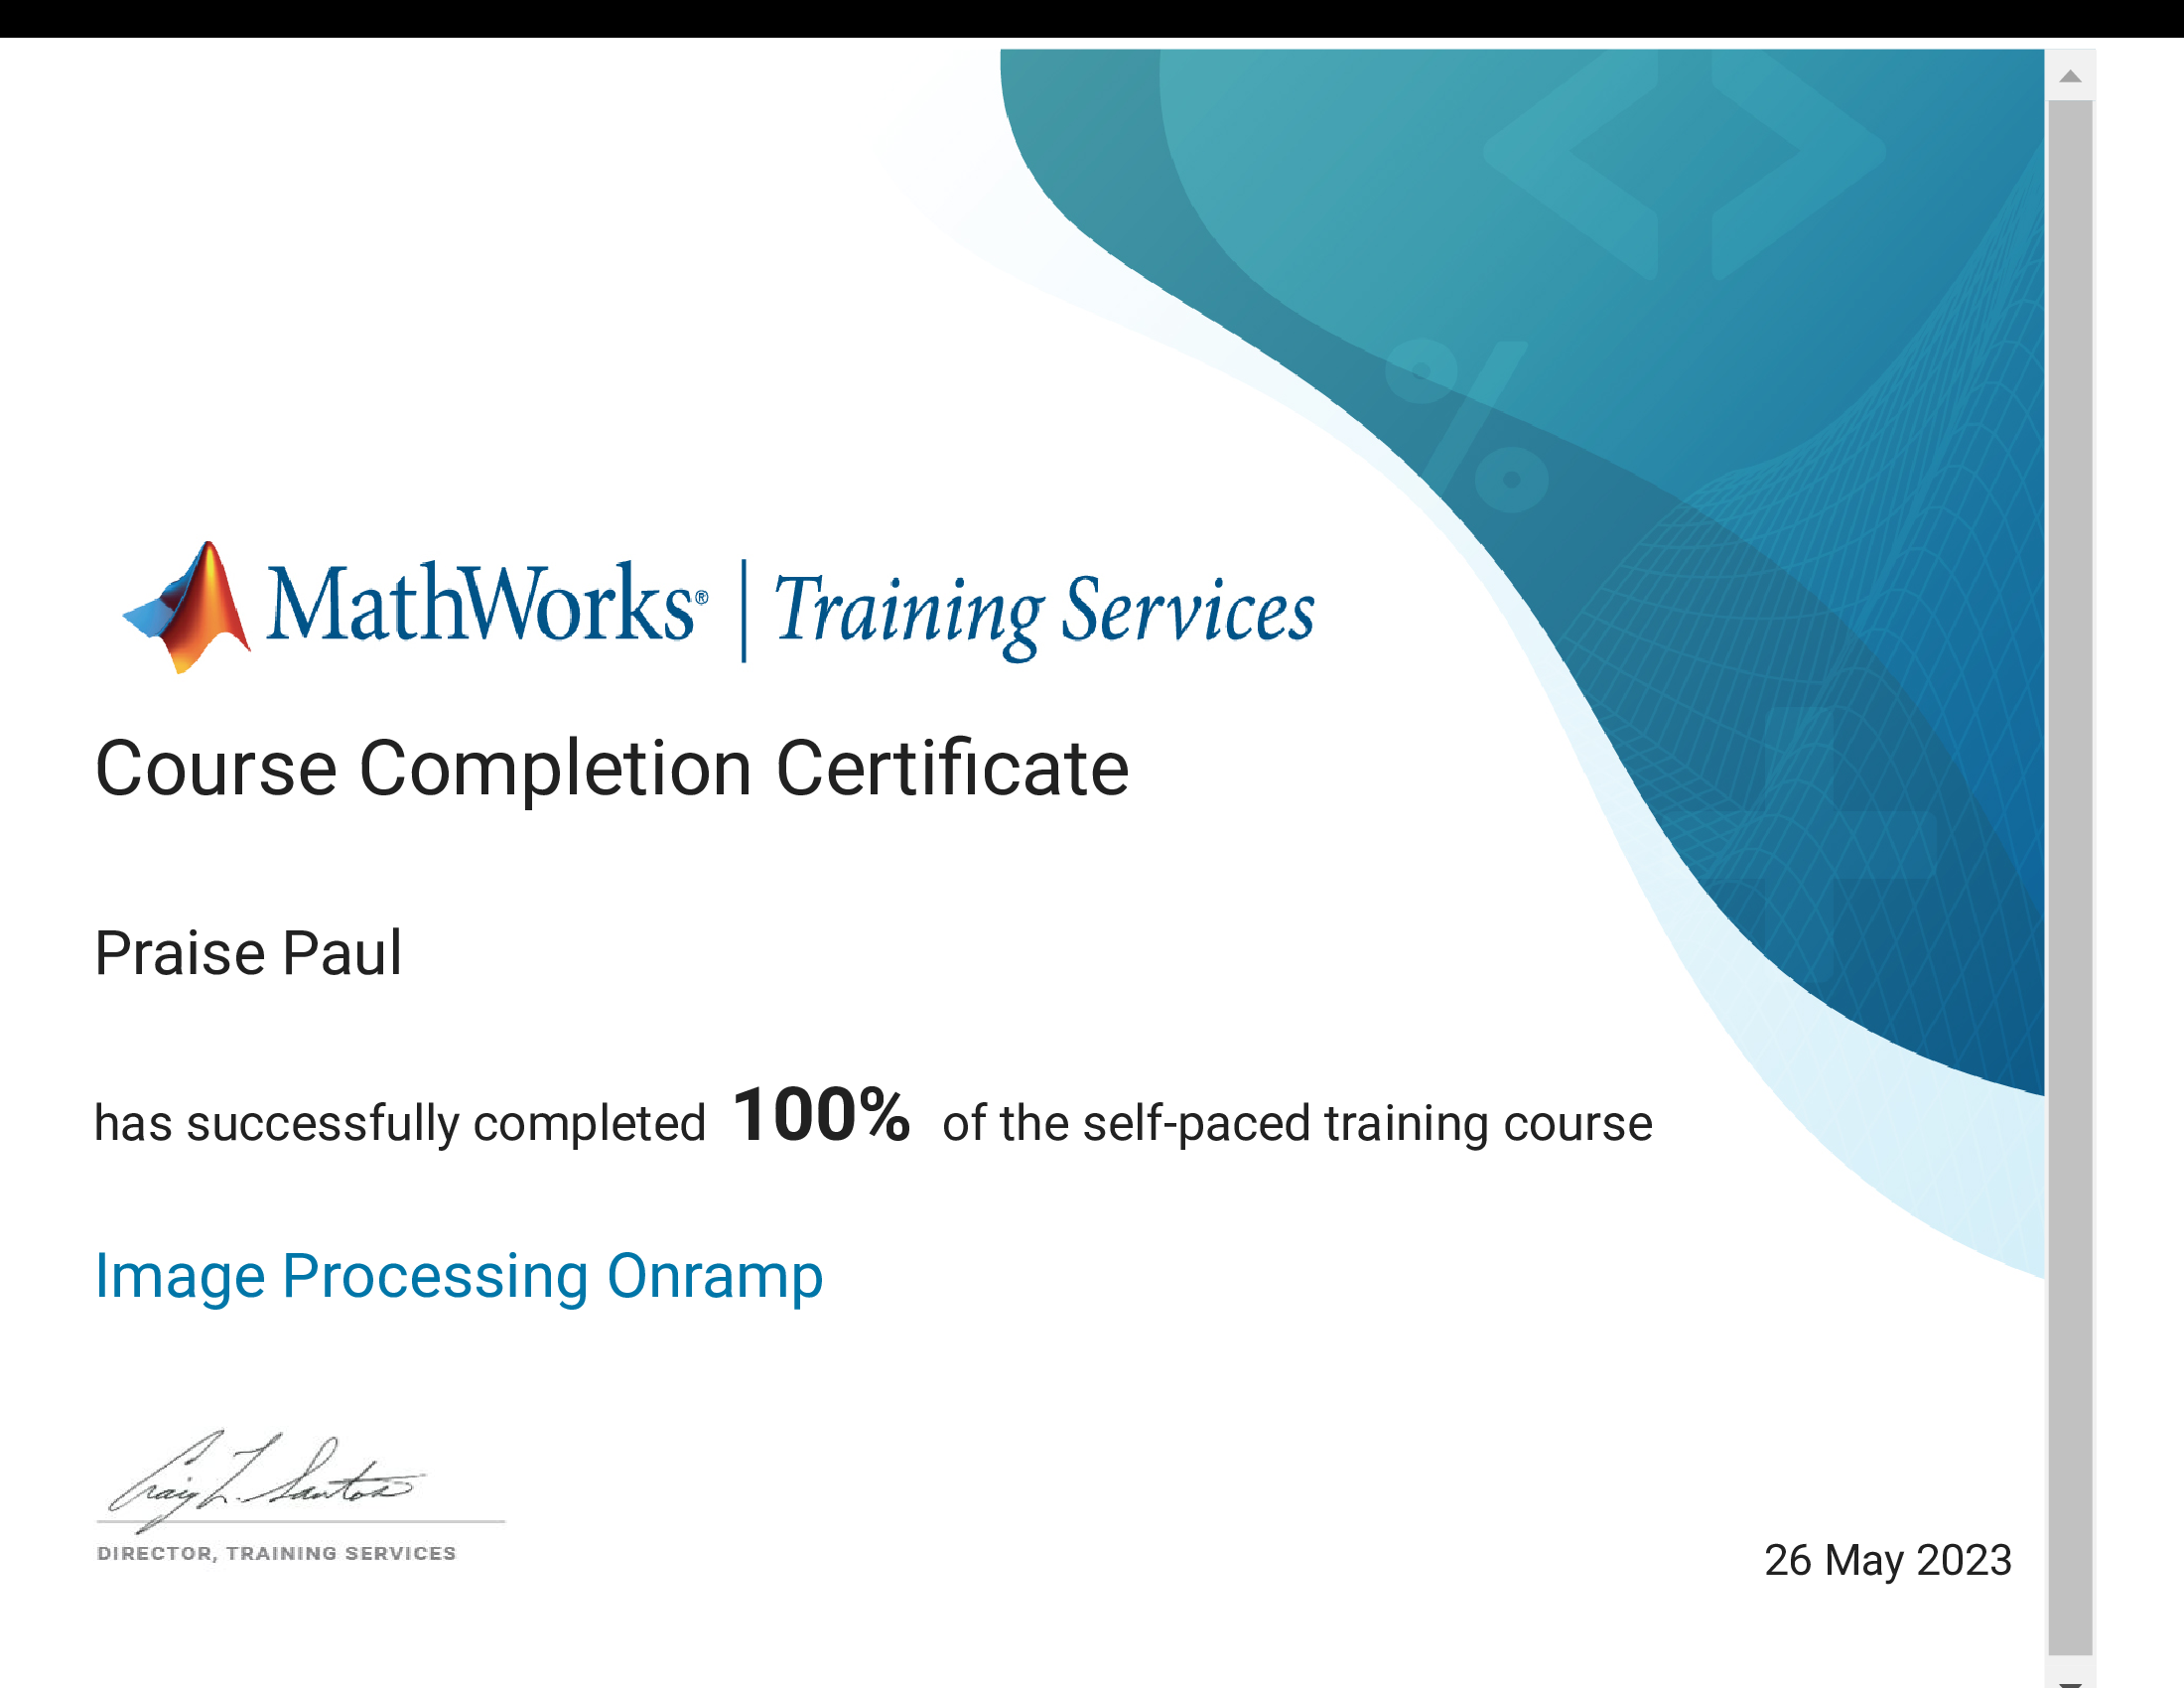 MathWorks® | Training Services
Course Completion Certificate
Praise Paul
has successfully completed 100% of the self-paced training course
Image Processing Onramp
Craig L. Santos
DIRECTOR, TRAINING SERVICES
26 May 2023